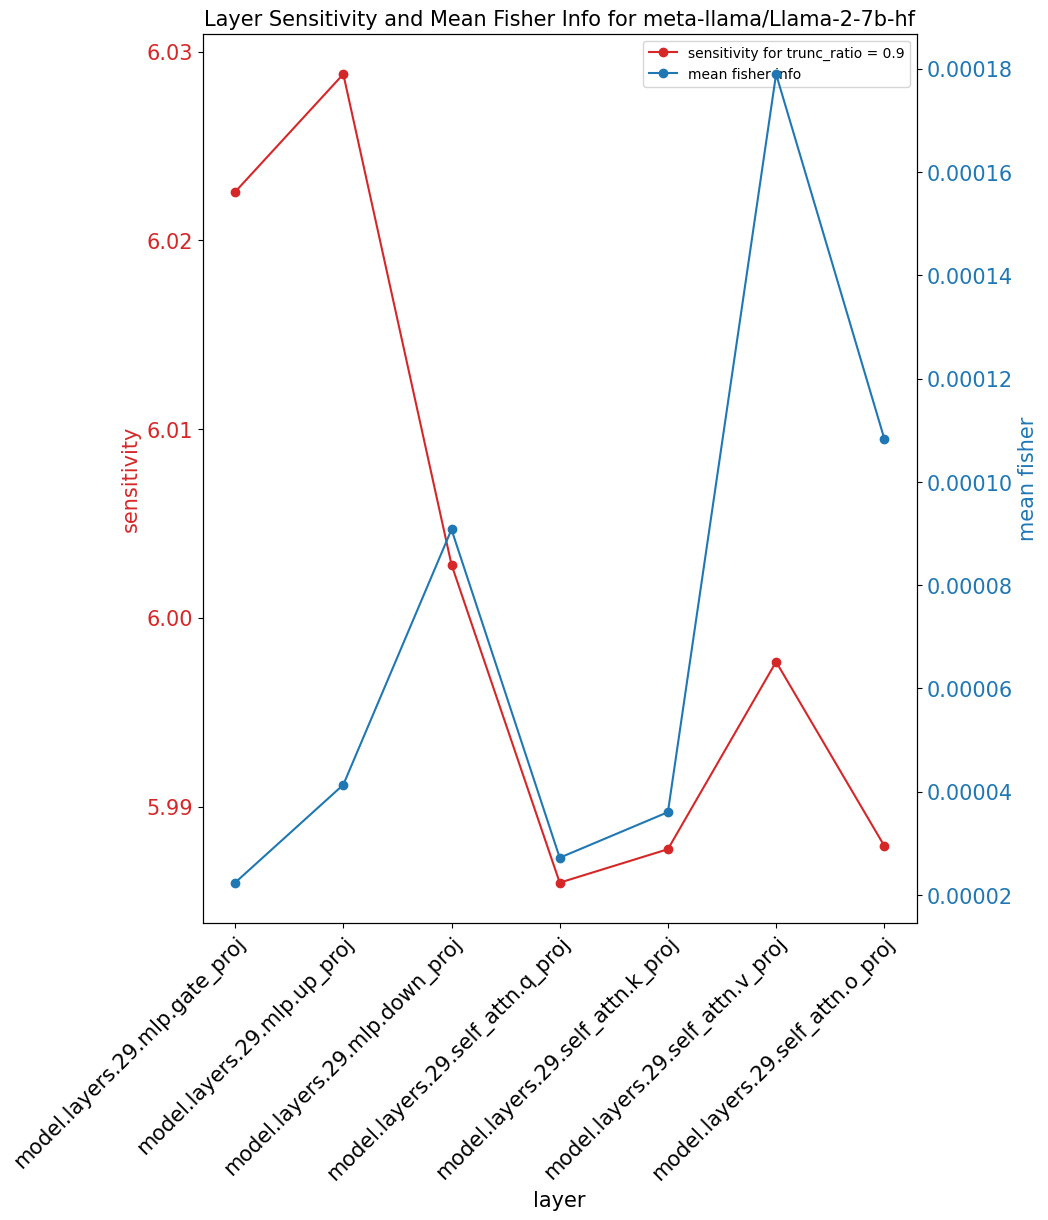 Layer Sensitivity and Mean Fisher Info for meta-llama/Llama-2-7b-hf
sensitivity for trunc_ratio = 0.9
mean fisher info
6.03
6.02
6.01
6.00
5.99
sensitivity
0.00018
0.00016
0.00014
0.00012
0.00010
0.00008
0.00006
0.00004
0.00002
mean fisher
model.layers.29.mlp.gate_proj
model.layers.29.mlp.up_proj
model.layers.29.mlp.down_proj
model.layers.29.self_attn.q_proj
model.layers.29.self_attn.k_proj
model.layers.29.self_attn.v_proj
model.layers.29.self_attn.o_proj
layer